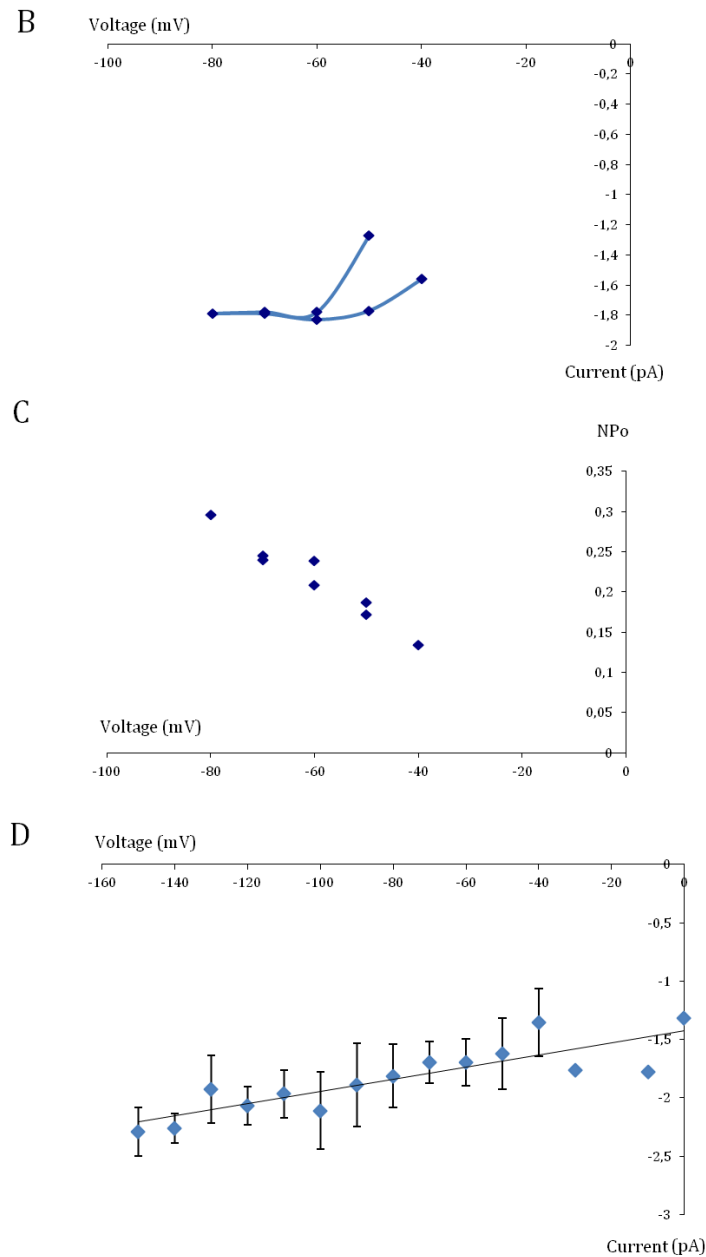 B
Voltage (mV)
0
-100 -80 -60 -40 -20 0
-0,2
-0,4
-0,6
-0,8
-1
-1,2
-1,4
-1,6
-1,8
-2
Current (pA)
C
NPo
0,35
0,3
0,25
0,2
0,15
0,1
0,05
Voltage (mV)
0
-100 -80 -60 -40 -20 0
D
Voltage (mV)
0
-160 -140 -120 -100 -80 -60 -40 -20 0
-0,5
-1
-1,5
-2
-2,5
-3
Current (pA)